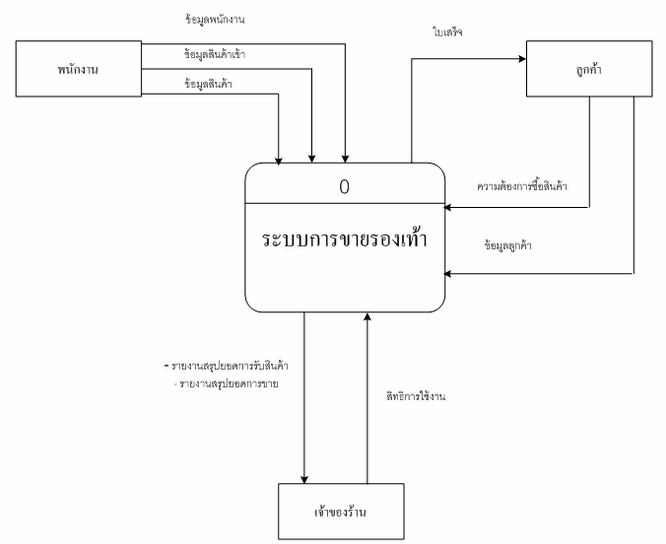 ข้อมูลพนักงาน
ใบเสร็จ
ข้อมูลสินค้าเข้า
พนักงาน
ลูกค้า
ข้อมูลสินค้า
0
ความต้องการซื้อสินค้า
ระบบการขายรองเท้า
ข้อมูลลูกค้า
- รายงานสรุปยอดการรับสินค้า
- รายงานสรุปยอดการขาย
สิทธิการใช้งาน
เจ้าของร้าน